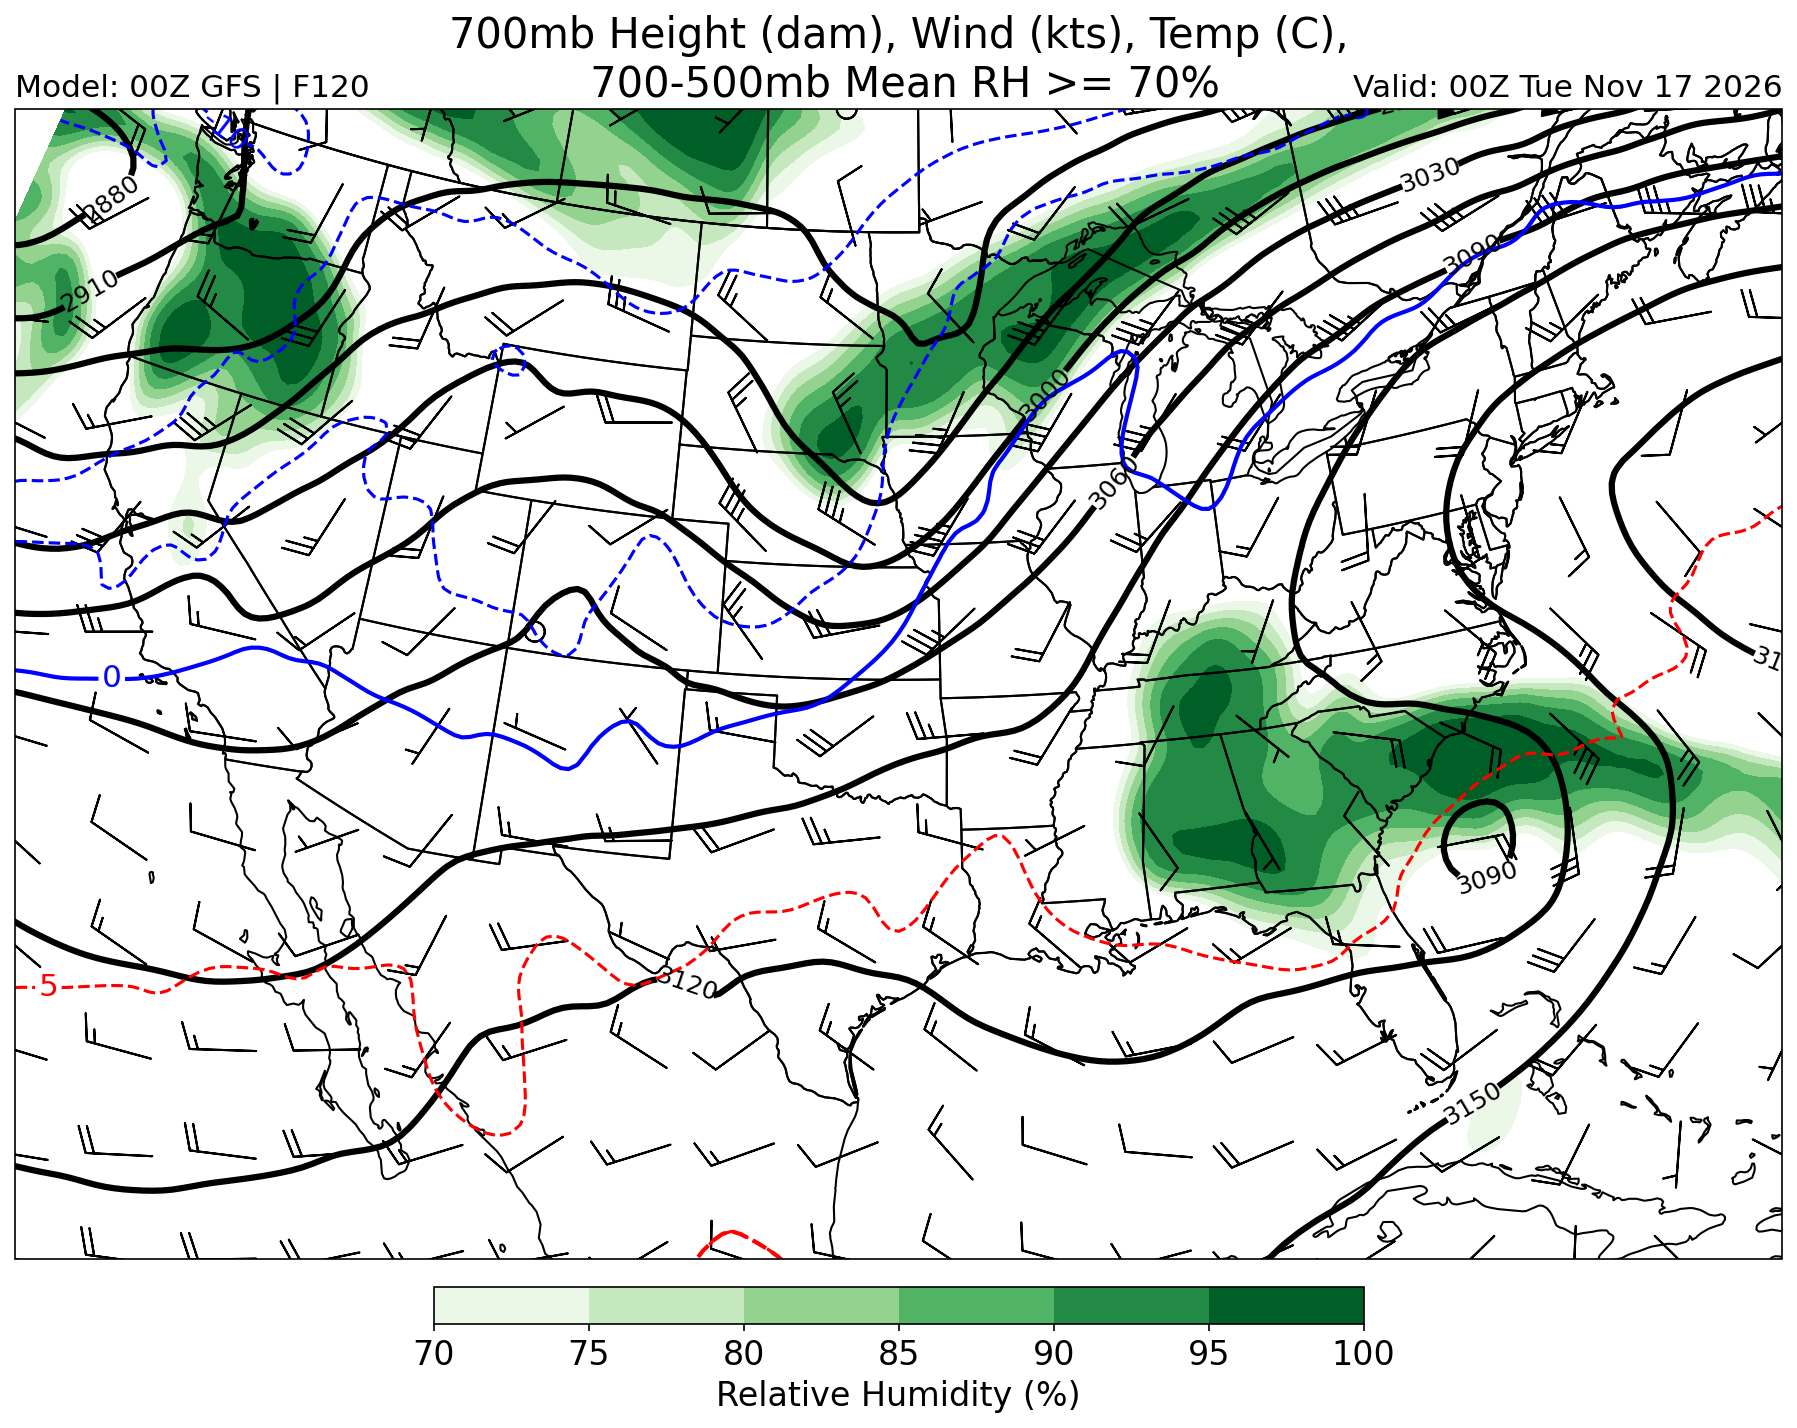 700mb Height (dam), Wind (kts), Temp (C),
Model: 00Z GFS | F120
700-500mb Mean RH >= 70%
Valid: 00Z Tue Nov 17 2026
2880
2910
3030
3090
3000
3060
31
0
3090
5
3120
3150
70 75 80 85 90 95 100
Relative Humidity (%)